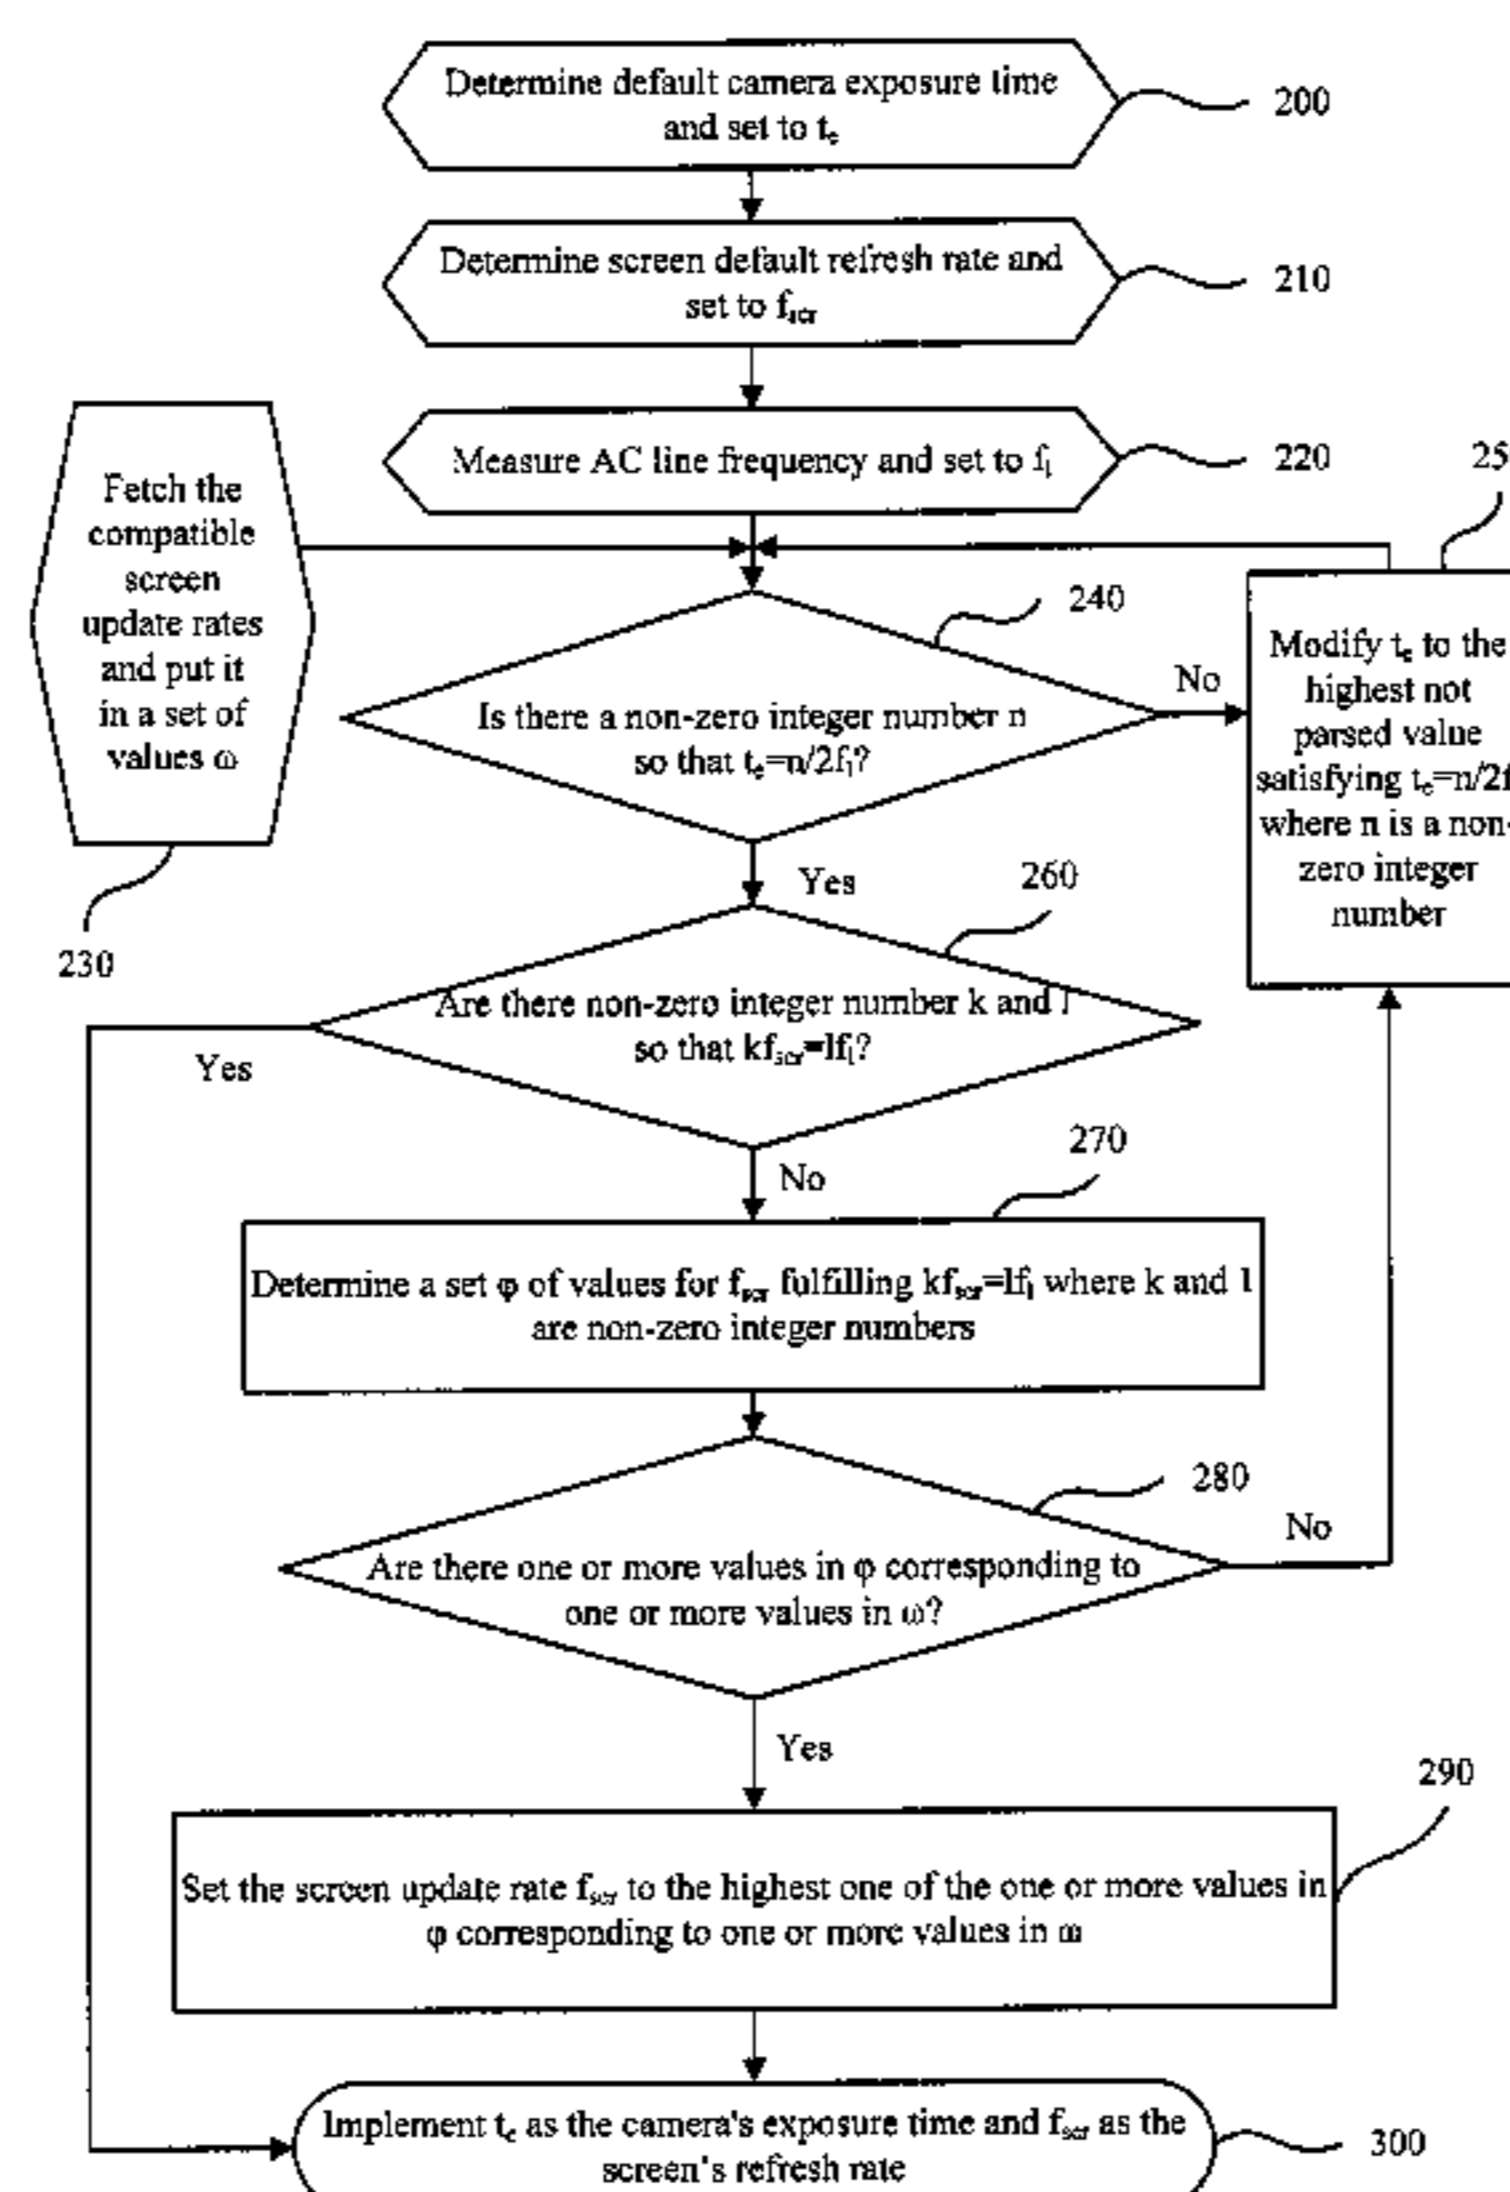 Determine default camera exposure time
and set to tₑ
200
Determine screen default refresh rate and
set to fscr
210
Measure AC line frequency and set to fl
220
Fetch the
compatible
screen
update rates
and put it
in a set of
values ω
230
Is there a non-zero integer number n
so that tₑ=n/2fl?
240
No
Yes
25
Modify tₑ to the
highest not
parsed value
satisfying tₑ=n/2f
where n is a non-
zero integer
number
Are there non-zero integer number k and l
so that kfscr=lfl?
260
Yes
No
270
Determine a set φ of values for fscr fulfilling kfscr=lfl where k and l
are non-zero integer numbers
280
Are there one or more values in φ corresponding to
one or more values in ω?
No
Yes
290
Set the screen update rate fscr to the highest one of the one or more values in
φ corresponding to one or more values in ω
Implement tₑ as the camera's exposure time and fscr as the
screen's refresh rate
300